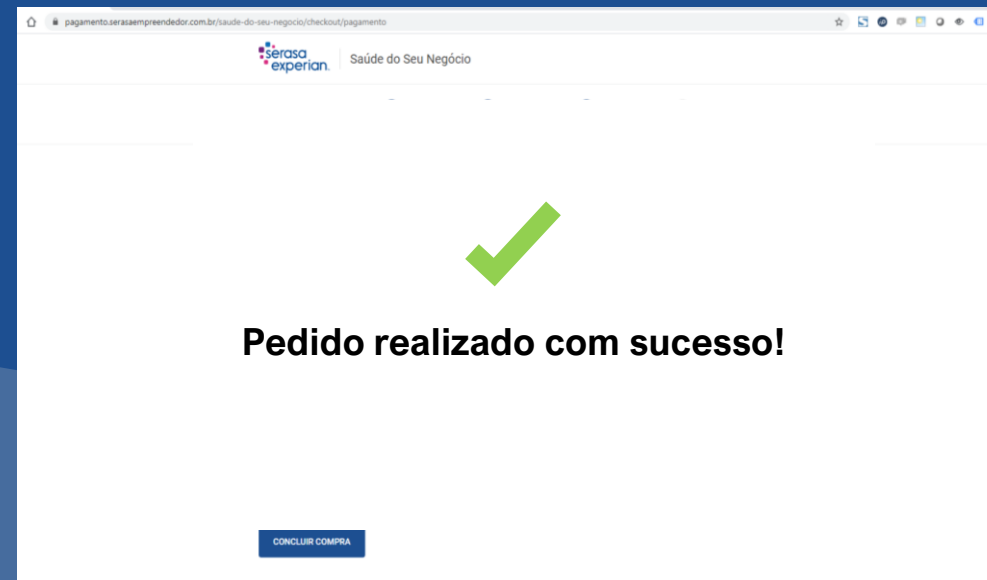 pagamento.serasaempreendedor.com.br/saude-do-seu-negocio/checkout/pagamento
serasa
experian.
Saúde do Seu Negócio
Pedido realizado com sucesso!
CONCLUIR COMPRA